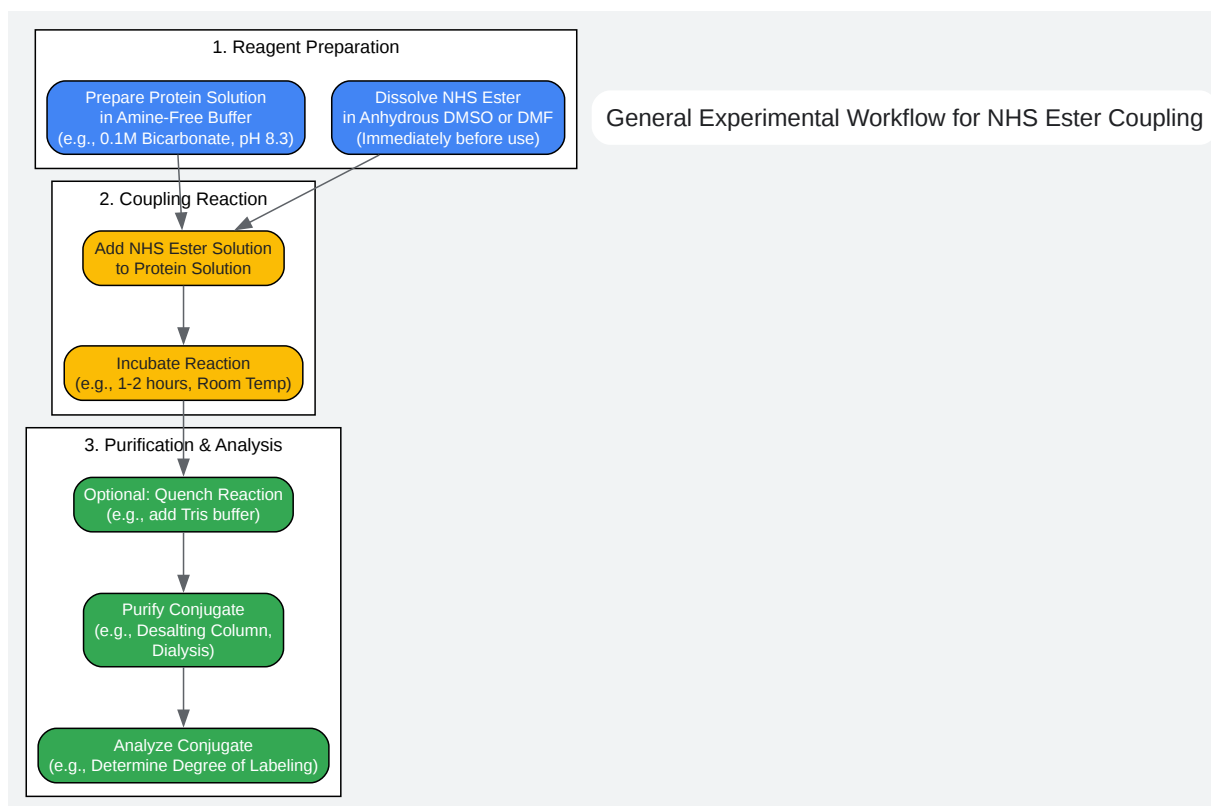 1. Reagent Preparation
Prepare Protein Solution
in Amine-Free Buffer
(e.g., 0.1M Bicarbonate, pH 8.3)
Dissolve NHS Ester
in Anhydrous DMSO or DMF
(Immediately before use)
General Experimental Workflow for NHS Ester Coupling
2. Coupling Reaction
Add NHS Ester Solution
to Protein Solution
Incubate Reaction
(e.g., 1-2 hours, Room Temp)
3. Purification & Analysis
Optional: Quench Reaction
(e.g., add Tris buffer)
Purify Conjugate
(e.g., Desalting Column,
Dialysis)
Analyze Conjugate
(e.g., Determine Degree of Labeling)